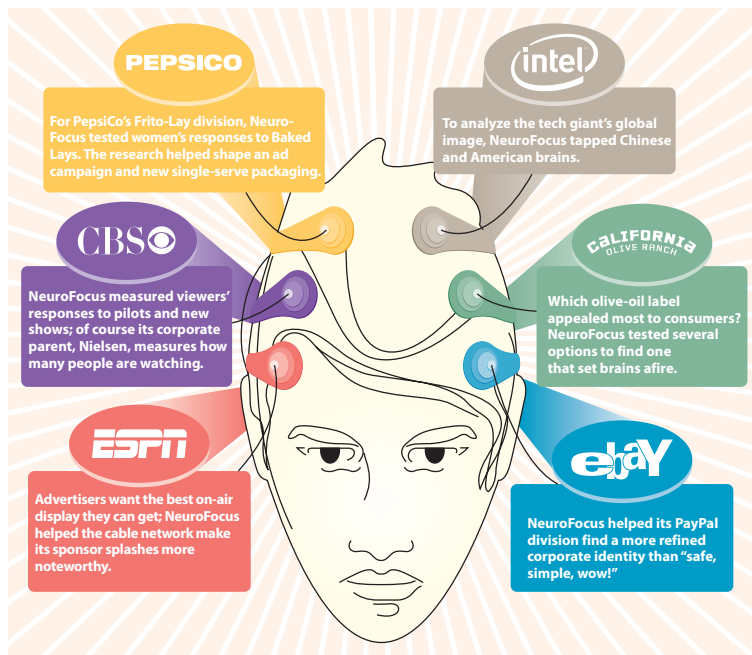 PEPSICO
For PepsiCo's Frito-Lay division, Neuro-
Focus tested women's responses to Baked
Lays. The research helped shape an ad
campaign and new single-serve packaging.
intel
To analyze the tech giant's global
image, NeuroFocus tapped Chinese
and American brains.
CBS
NeuroFocus measured viewers'
responses to pilots and new
shows; of course its corporate
parent, Nielsen, measures how
many people are watching.
CALIFORNIA
OLIVE RANCH
Which olive-oil label
appealed most to consumers?
NeuroFocus tested several
options to find one
that set brains afire.
ESPN
Advertisers want the best on-air
display they can get; NeuroFocus
helped the cable network make
its sponsor splashes more
noteworthy.
ebaY
NeuroFocus helped its PayPal
division find a more refined
corporate identity than “safe,
simple, wow!”